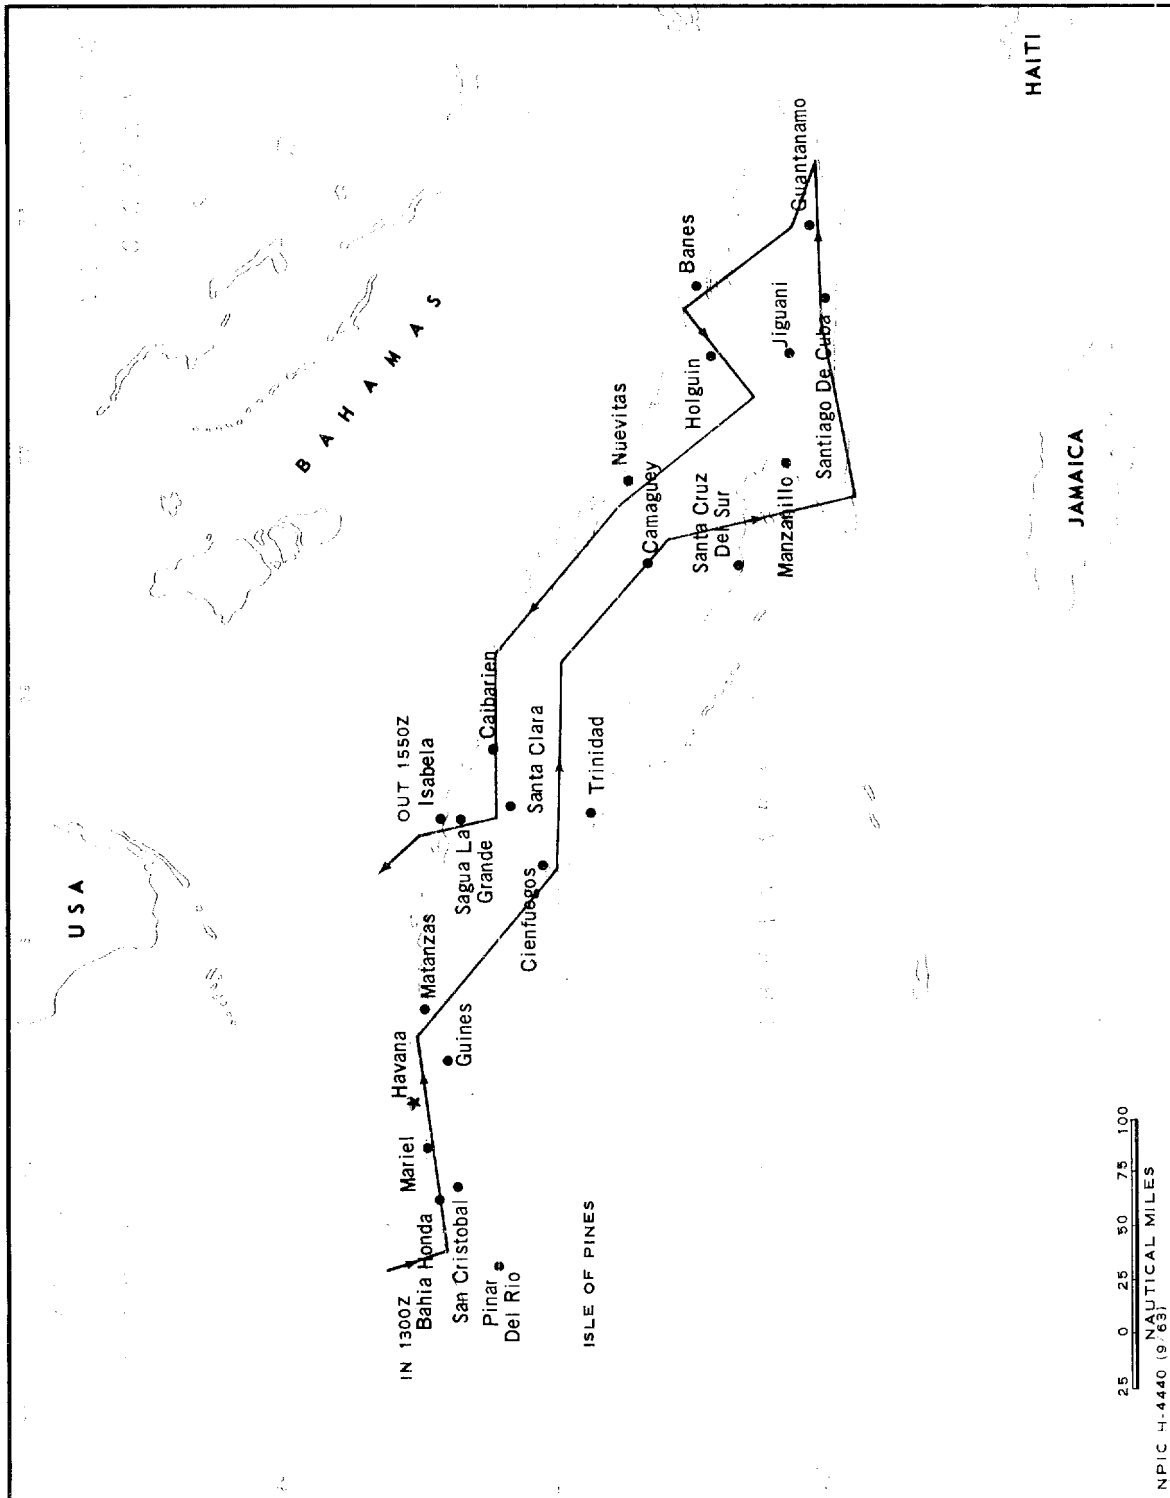 USA
BAHAMAS
HAITI
JAMAICA
IN 1300Z
Bahia Honda
San Cristobal
Pinar
Del Rio
Mariel
Havana
Guines
Matanzas
OUT 1550Z
Isabela
Sagua La
Grande
Cienfuegos
Caibarien
Santa Clara
Trinidad
Nuevitas
Camaguey
Santa Cruz
Del Sur
Manzanillo
Holguin
Banes
Jiguani
Santiago De Cuba
Guantanamo
ISLE OF PINES
25 0 25 50 75 100
NAUTICAL MILES
NPIC H-4440 (9/63)